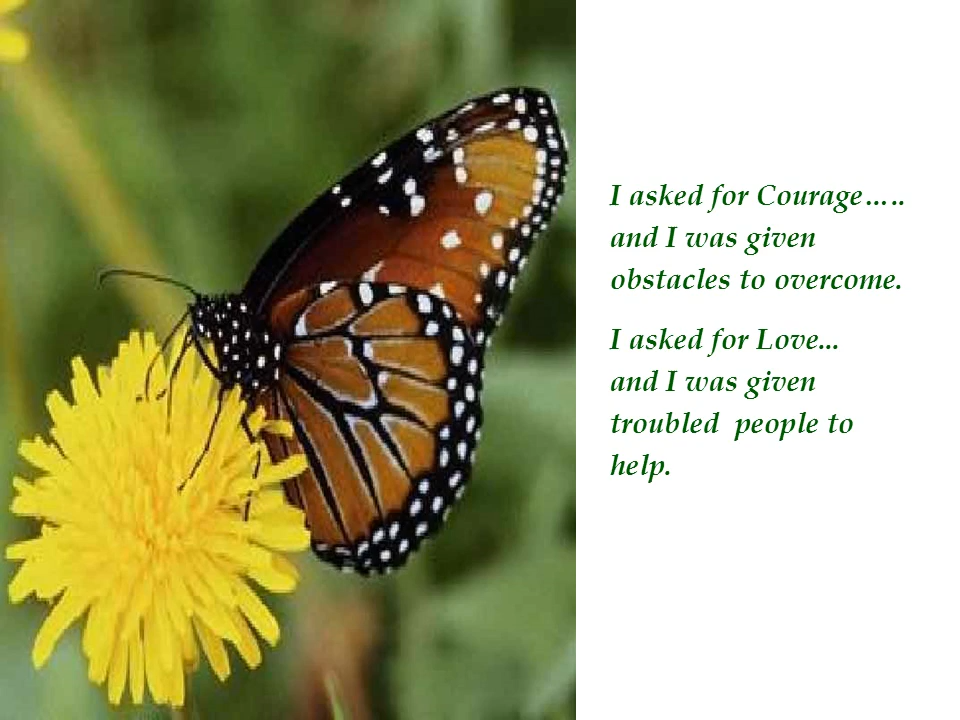 I asked for Courage…..
and I was given
obstacles to overcome.
I asked for Love...
and I was given
troubled  people to
help.